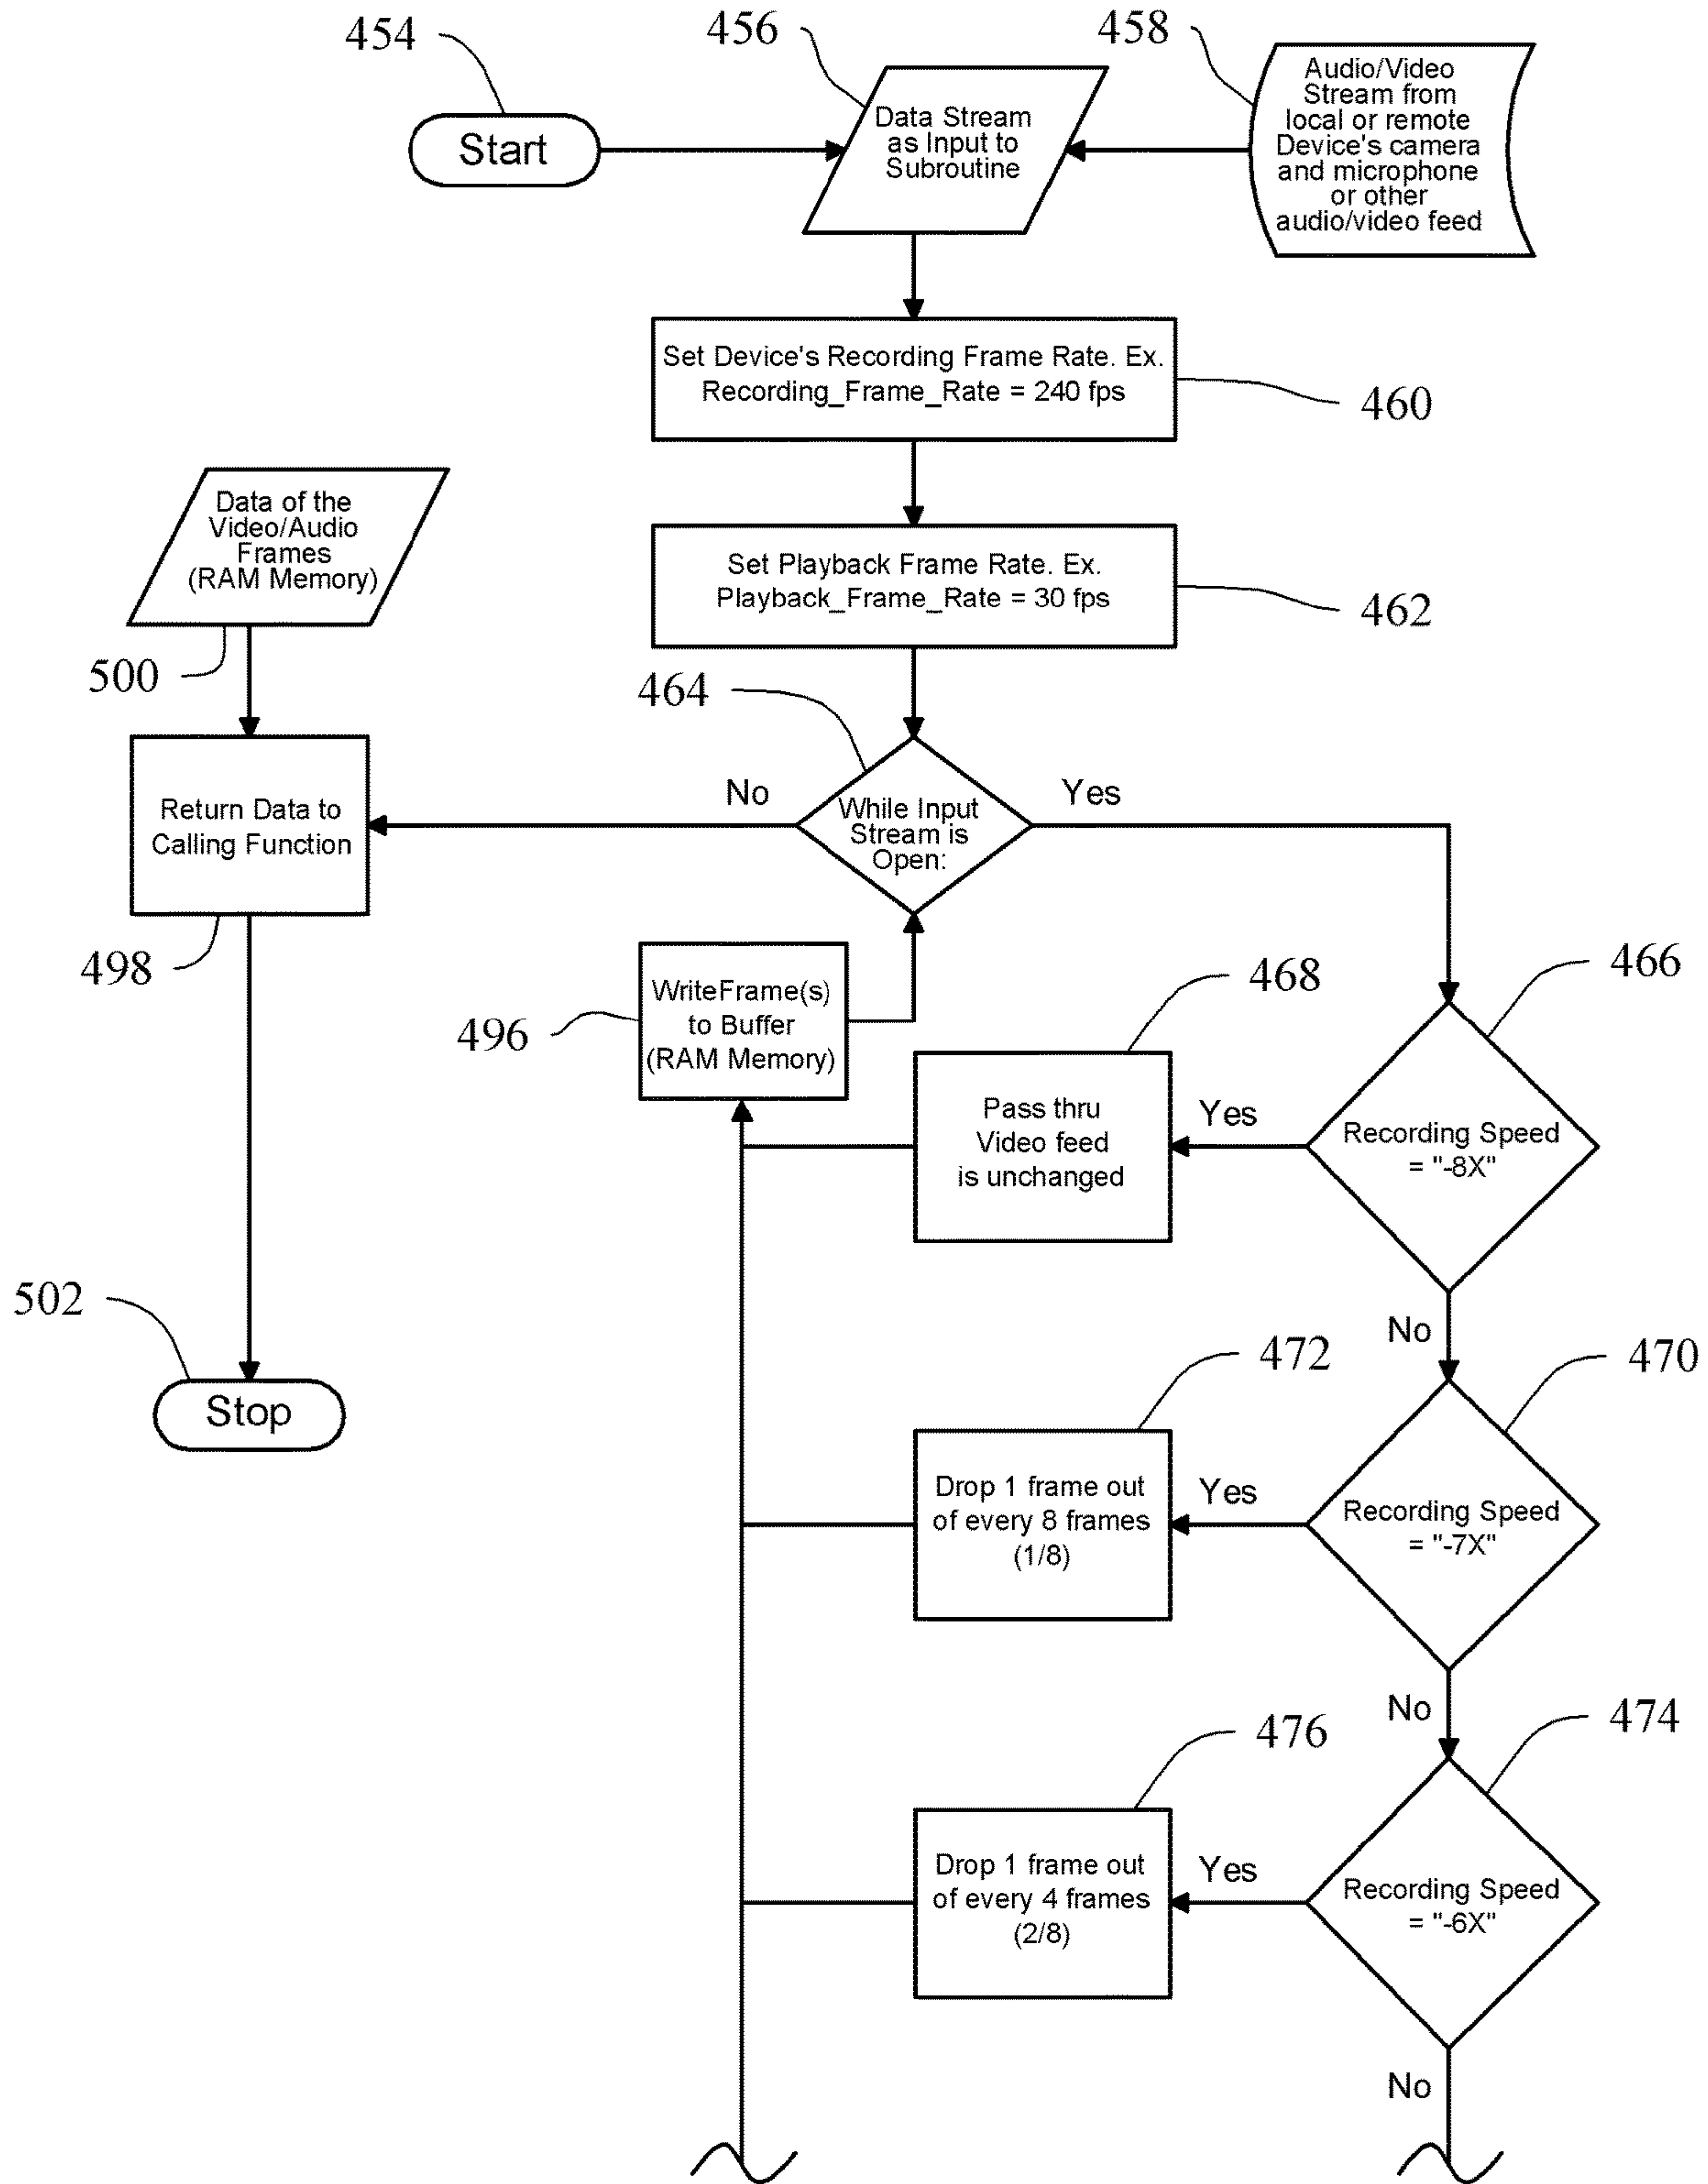 454
456
458
Start
Data Stream
as Input to
Subroutine
Audio/Video
Stream from
local or remote
Device's camera
and microphone
or other
audio/video feed
Set Device's Recording Frame Rate. Ex.
Recording_Frame_Rate = 240 fps
460
Data of the
Video/Audio
Frames
(RAM Memory)
500
Set Playback Frame Rate. Ex.
Playback_Frame_Rate = 30 fps
462
464
No
Yes
While Input
Stream is
Open:
Return Data to
Calling Function
498
WriteFrame(s)
to Buffer
(RAM Memory)
496
468
466
Pass thru
Video feed
is unchanged
Yes
Recording Speed
= "-8X"
No
502
Stop
472
470
Drop 1 frame out
of every 8 frames
(1/8)
Yes
Recording Speed
= "-7X"
No
476
474
Drop 1 frame out
of every 4 frames
(2/8)
Yes
Recording Speed
= "-6X"
No